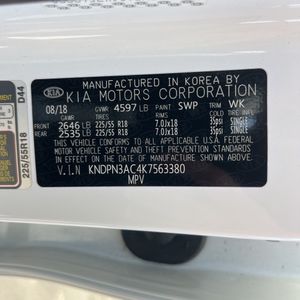 MANUFACTURED IN KOREA BY
KIA KIA MOTORS CORPORATION
08/18 GVWR 4597 LB PAINT SWP TRIM WK
TIRES RIMS COLD TIRE INFL
FRONT 2646 LB 225/55 R18 7.0Jx18 35psi SINGLE
REAR 2535 LB 225/55 R18 7.0Jx18 35psi SINGLE
THIS VEHICLE CONFORMS TO ALL APPLICABLE U.S.A FEDERAL
MOTOR VEHICLE SAFETY BUMPER, AND THEFT PREVENTION
STANDARDS IN EFFECT ON THE DATE OF MANUFACTURE
SHOWN ABOVE.
V.I.N KNDPN3AC4K7563380
MPV
D44
225/55R18